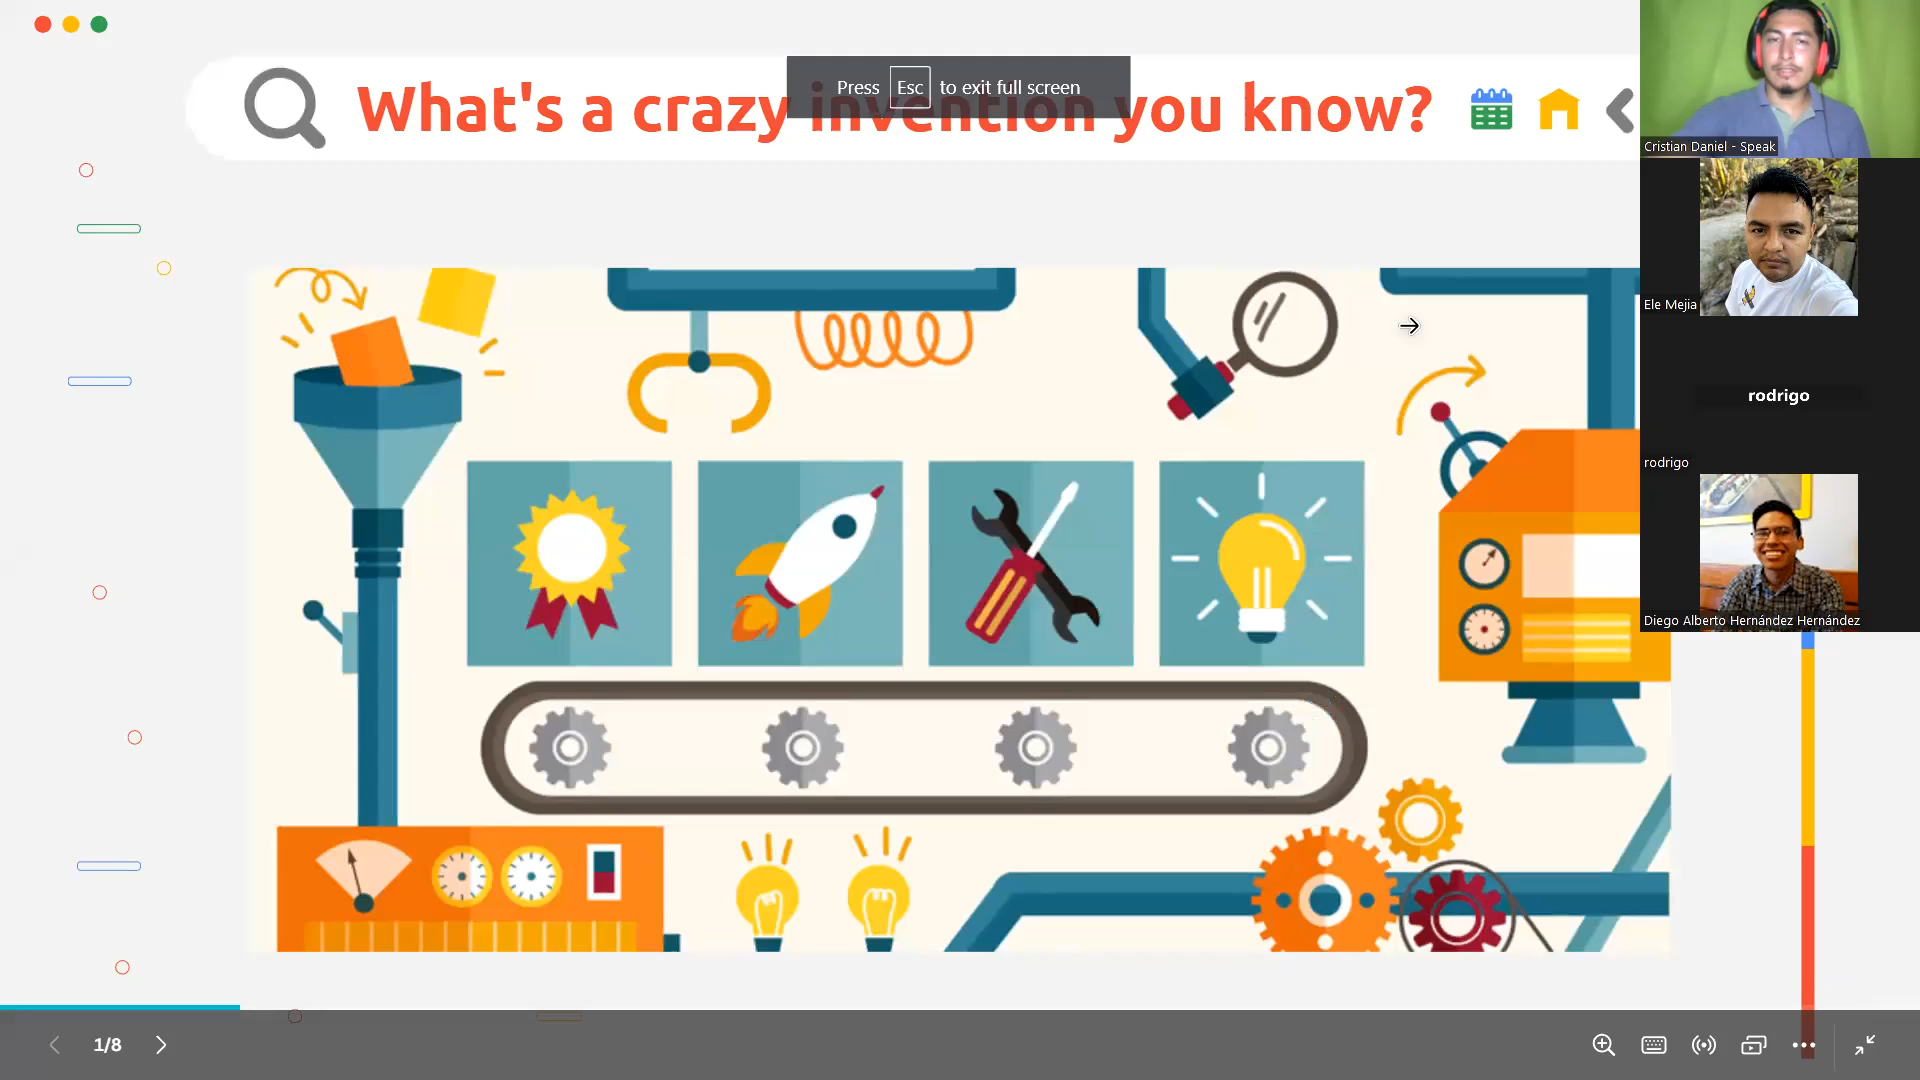 What's a crazy invention you know?
Press Esc to exit full screen
Cristian Daniel - Speak
Ele Mejia
rodrigo
rodrigo
Diego Alberto Hernández Hernández
1/8